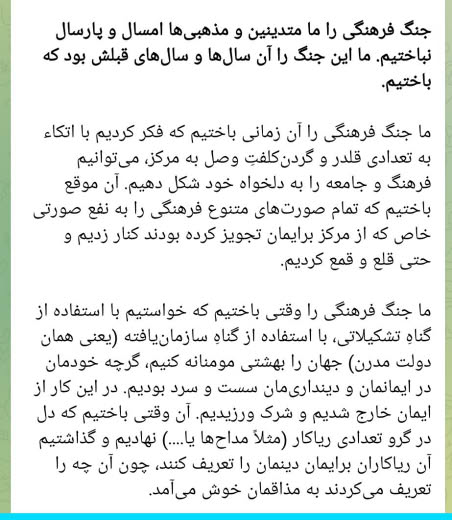 جنگ فرهنگی را ما متدینین و مذهبی‌ها امسال و پارسال
نباختیم. ما این جنگ را آن سال‌ها و سال‌های قبلش بود که
باختیم.
ما جنگ فرهنگی را آن زمانی باختیم که فکر کردیم با اتکاء
به تعدادی قلدر و گردن‌کلفتِ وصل به مرکز، می‌توانیم
فرهنگ و جامعه را به دلخواه خود شکل دهیم. آن موقع
باختیم که تمام صورت‌های متنوع فرهنگی را به نفع صورتی
خاص که از مرکز برایمان تجویز کرده بودند کنار زدیم و
حتی قلع و قمع کردیم.
ما جنگ فرهنگی را وقتی باختیم که خواستیم با استفاده از
گناهِ تشکیلاتی، با استفاده از گناهِ سازمان‌یافته (یعنی همان
دولت مدرن) جهان را بهشتی مومنانه کنیم، گرچه خودمان
در ایمانمان و دینداری‌مان سست و سرد بودیم. در این کار از
ایمان خارج شدیم و شرک ورزیدیم. آن وقتی باختیم که دل
در گرو تعدادی ریاکار (مثلاً مداح‌ها یا....) نهادیم و گذاشتیم
آن ریاکاران برایمان دینمان را تعریف کنند، چون آن چه را
تعریف می‌کردند به مذاقمان خوش می‌آمد.